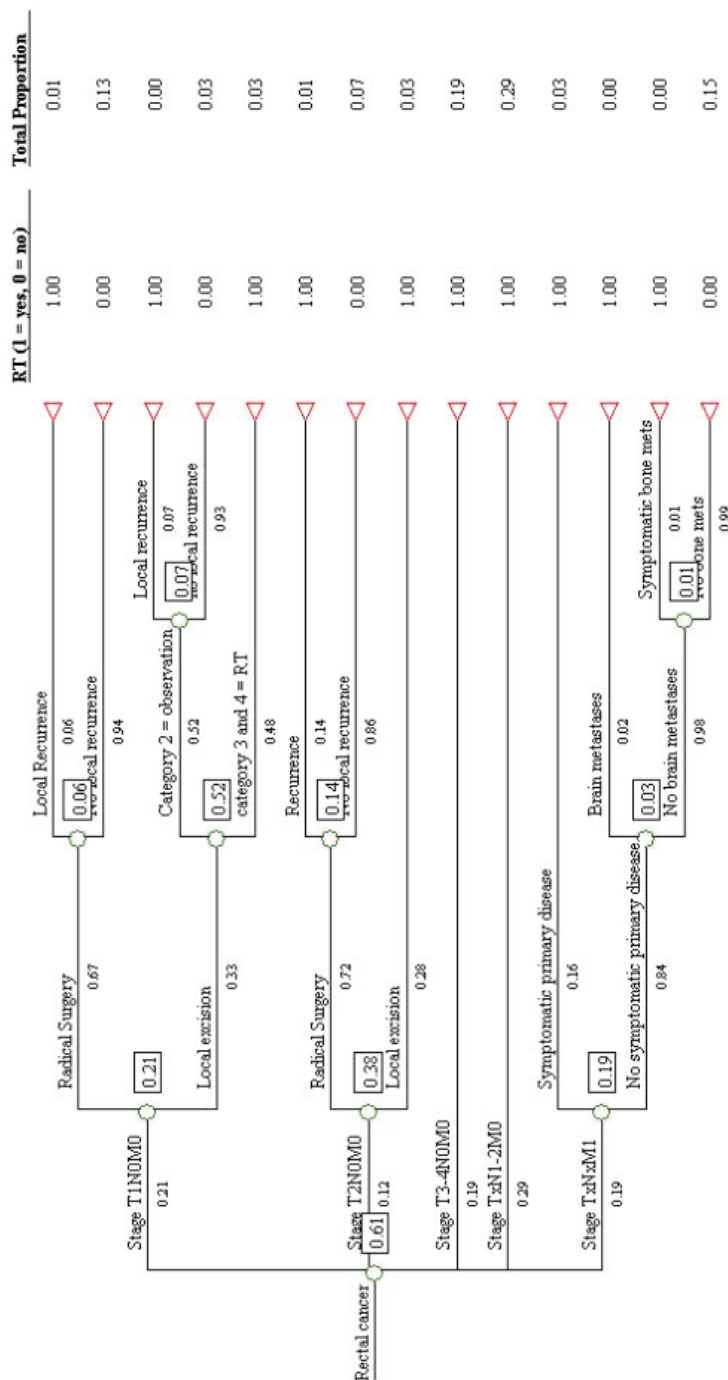 RT (1 = yes, 0 = no)
Total Proportion
Rectal cancer
0.61
Stage T1N0M0
0.21
0.21
Radical Surgery
0.67
0.06
Local Recurrence
0.06
1.00
0.01
No local recurrence
0.94
0.00
0.13
Local excision
0.33
0.52
Category 2 = observation
0.52
0.07
Local recurrence
0.07
1.00
0.00
No local recurrence
0.93
0.00
0.03
category 3 and 4 = RT
0.48
1.00
0.03
Stage T2N0M0
0.12
0.38
Radical Surgery
0.72
0.14
Recurrence
0.14
1.00
0.01
No local recurrence
0.86
0.00
0.07
Local excision
0.28
1.00
0.03
Stage T3-4N0M0
0.19
1.00
0.19
Stage TxN1-2M0
0.29
1.00
0.29
Stage TxNxM1
0.19
0.19
Symptomatic primary disease
0.16
1.00
0.03
No symptomatic primary disease
0.84
0.03
Brain metastases
0.02
1.00
0.00
No brain metastases
0.98
0.01
Symptomatic bone mets
0.01
1.00
0.00
No bone mets
0.99
0.00
0.15